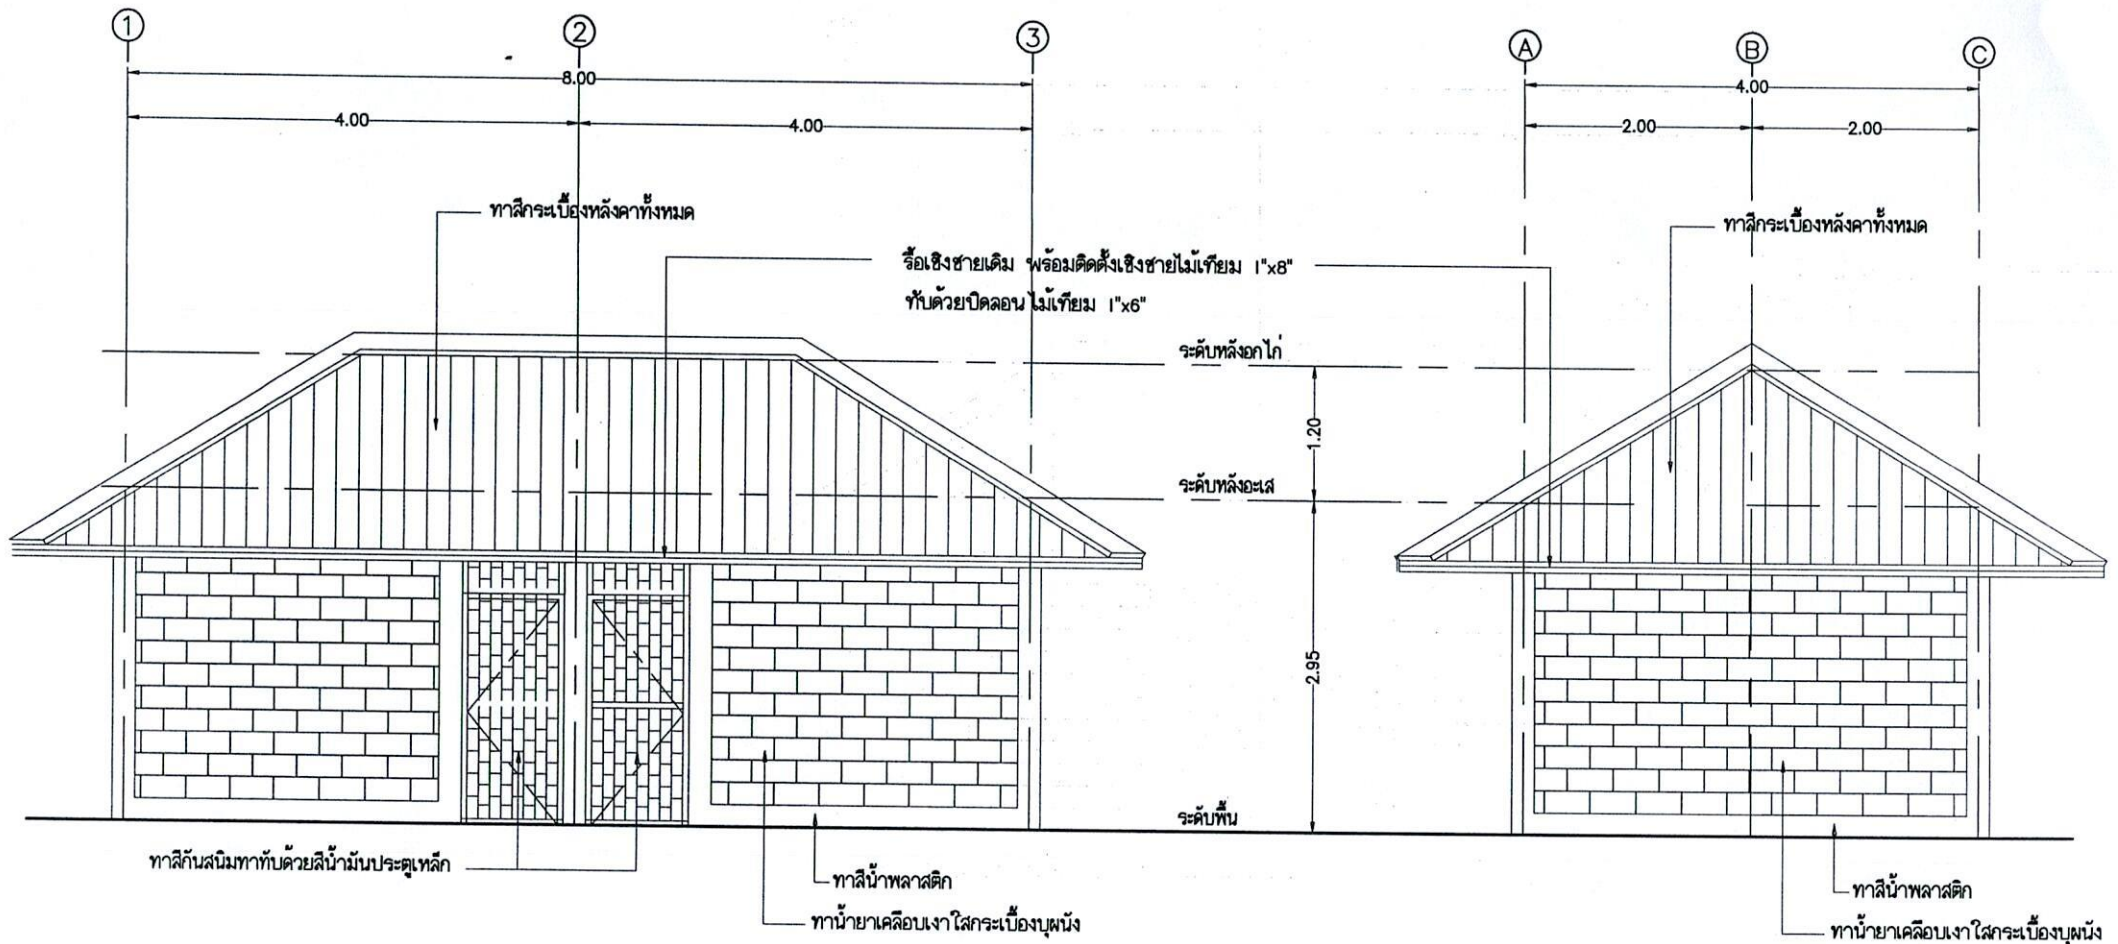 1
2
3
8.00
4.00
4.00
ทาสีกระเบื้องหลังคาทั้งหมด
รื้อเชิงชายเดิม พร้อมติดตั้งเชิงชายไม้เทียม 1"x8"
ทับด้วยปิดลอนไม้เทียม 1"x6"
ระดับหลังอกไก่
1.20
ระดับหลังอะเส
2.95
ระดับพื้น
ทาสีกันสนิมทาทับด้วยสีน้ำมันประตูเหล็ก
ทาสีน้ำพลาสติก
ทาน้ำยาเคลือบเงาใสกระเบื้องบุผนัง
A
B
C
4.00
2.00
2.00
ทาสีกระเบื้องหลังคาทั้งหมด
ทาสีน้ำพลาสติก
ทาน้ำยาเคลือบเงาใสกระเบื้องบุผนัง